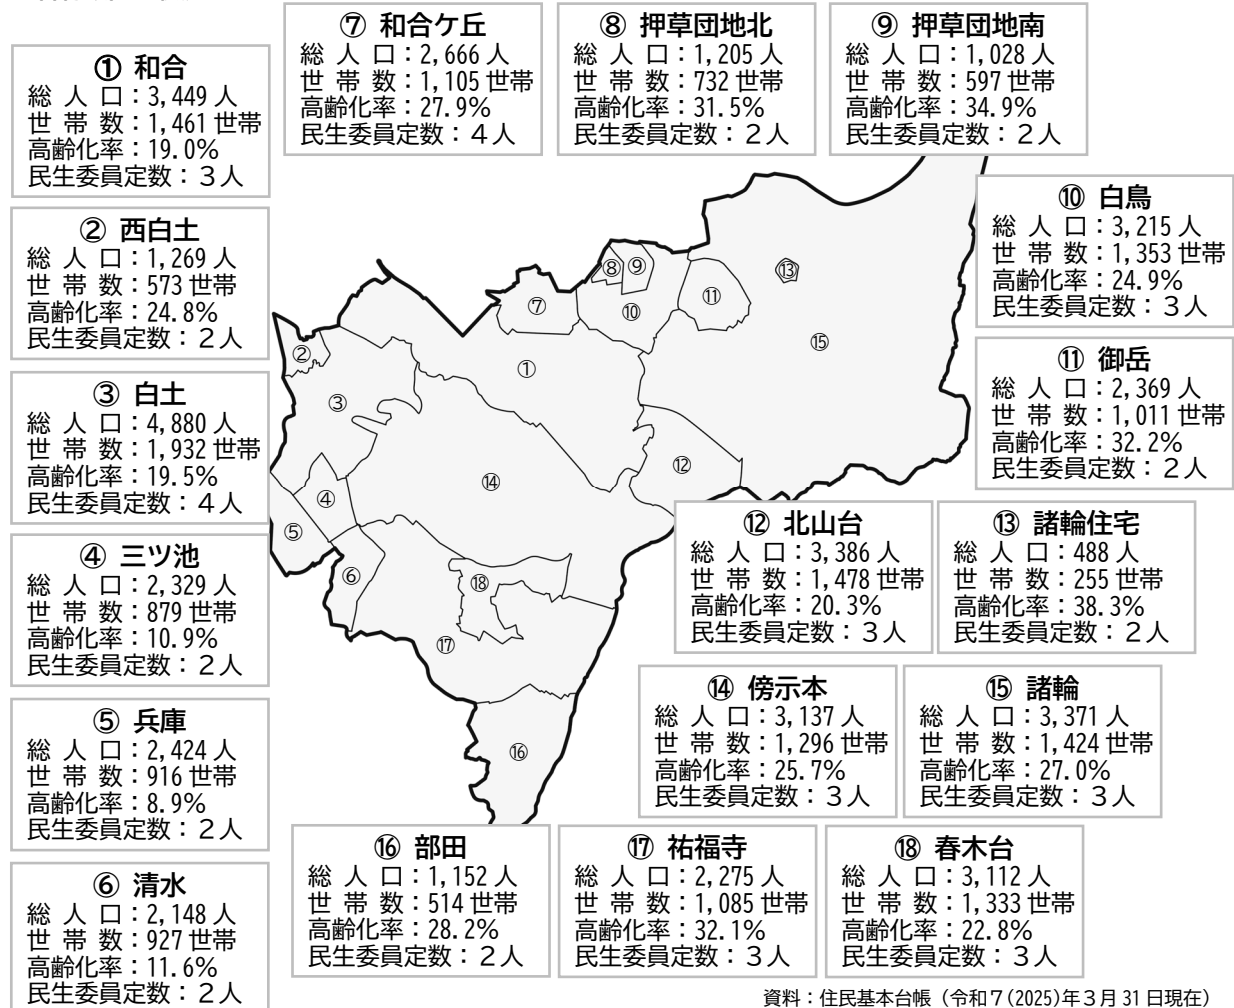 ① 和合
総 人 口：3,449 人
世 帯 数：1,461 世帯
高齢化率：19.0%
民生委員定数：３人
② 西白土
総 人 口：1,269 人
世 帯 数：573 世帯
高齢化率：24.8%
民生委員定数：２人
③ 白土
総 人 口：4,880 人
世 帯 数：1,932 世帯
高齢化率：19.5%
民生委員定数：４人
④ 三ツ池
総 人 口：2,329 人
世 帯 数：879 世帯
高齢化率：10.9%
民生委員定数：２人
⑤ 兵庫
総 人 口：2,424 人
世 帯 数：916 世帯
高齢化率：8.9%
民生委員定数：２人
⑥ 清水
総 人 口：2,148 人
世 帯 数：927 世帯
高齢化率：11.6%
民生委員定数：２人
⑦ 和合ケ丘
総 人 口：2,666 人
世 帯 数：1,105 世帯
高齢化率：27.9%
民生委員定数：４人
⑧ 押草団地北
総 人 口：1,205 人
世 帯 数：732 世帯
高齢化率：31.5%
民生委員定数：２人
⑨ 押草団地南
総 人 口：1,028 人
世 帯 数：597 世帯
高齢化率：34.9%
民生委員定数：２人
⑩ 白鳥
総 人 口：3,215 人
世 帯 数：1,353 世帯
高齢化率：24.9%
民生委員定数：３人
⑪ 御岳
総 人 口：2,369 人
世 帯 数：1,011 世帯
高齢化率：32.2%
民生委員定数：２人
⑫ 北山台
総 人 口：3,386 人
世 帯 数：1,478 世帯
高齢化率：20.3%
民生委員定数：３人
⑬ 諸輪住宅
総 人 口：488 人
世 帯 数：255 世帯
高齢化率：38.3%
民生委員定数：２人
⑭ 傍示本
総 人 口：3,137 人
世 帯 数：1,296 世帯
高齢化率：25.7%
民生委員定数：３人
⑮ 諸輪
総 人 口：3,371 人
世 帯 数：1,424 世帯
高齢化率：27.0%
民生委員定数：３人
⑯ 部田
総 人 口：1,152 人
世 帯 数：514 世帯
高齢化率：28.2%
民生委員定数：２人
⑰ 祐福寺
総 人 口：2,275 人
世 帯 数：1,085 世帯
高齢化率：32.1%
民生委員定数：３人
⑱ 春木台
総 人 口：3,112 人
世 帯 数：1,333 世帯
高齢化率：22.8%
民生委員定数：３人
⑧
⑨
⑬
⑦
⑩
⑪
⑮
②
①
③
⑫
④
⑭
⑤
⑥
⑱
⑰
⑯
資料：住民基本台帳（令和７(2025)年３月 31 日現在）